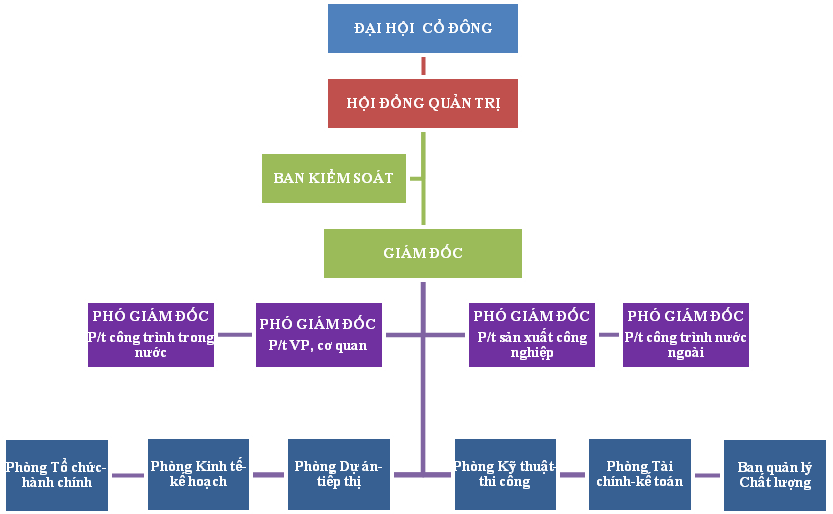 ĐẠI HỘI CỔ ĐÔNG
HỘI ĐỒNG QUẢN TRỊ
BAN KIỂM SOÁT
GIÁM ĐỐC
PHÓ GIÁM ĐỐC
P/t công trình trong
nước
PHÓ GIÁM ĐỐC
P/t VP, cơ quan
PHÓ GIÁM ĐỐC
P/t sản xuất công
nghiệp
PHÓ GIÁM ĐỐC
P/t công trình nước
ngoài
Phòng Tổ chức-
hành chính
Phòng Kinh tế-
kế hoạch
Phòng Dự án-
tiếp thị
Phòng Kỹ thuật-
thi công
Phòng Tài
chính-kế toán
Ban quản lý
Chất lượng